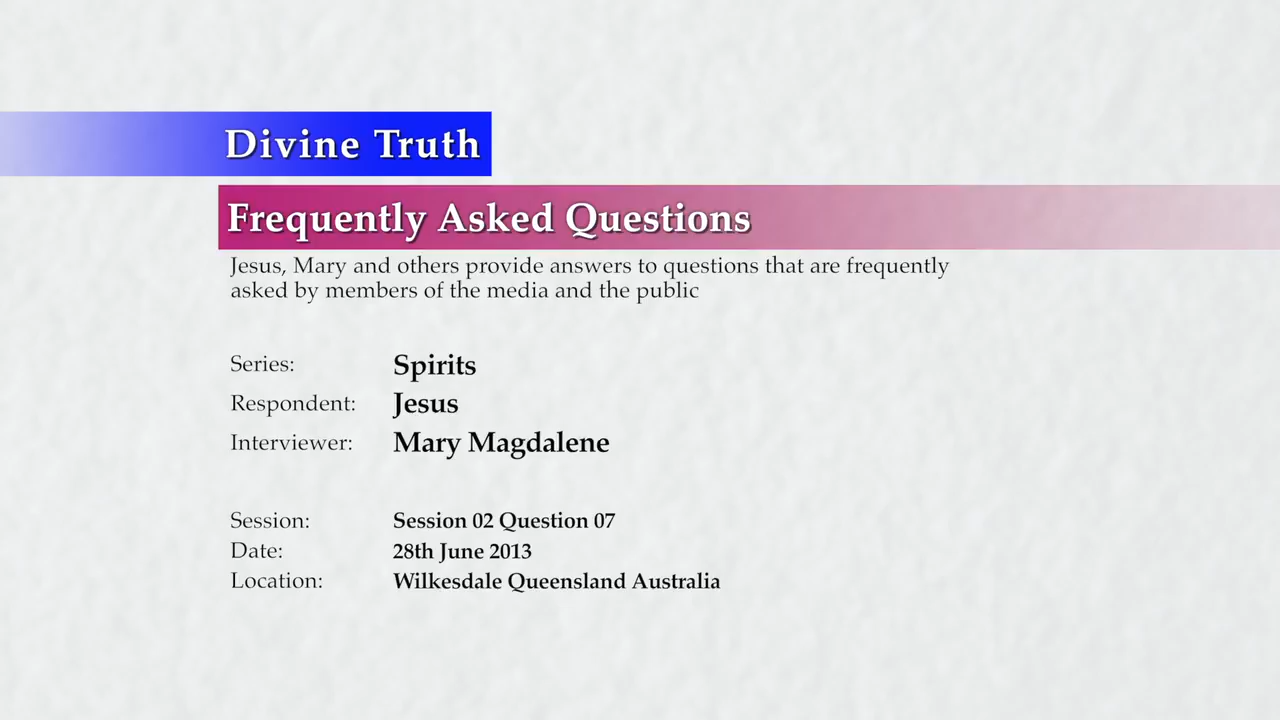 Divine Truth
Frequently Asked Questions
Jesus, Mary and others provide answers to questions that are frequently
asked by members of the media and the public
Series: Spirits
Respondent: Jesus
Interviewer: Mary Magdalene
Session: Session 02 Question 07
Date: 28th June 2013
Location: Wilkesdale Queensland Australia